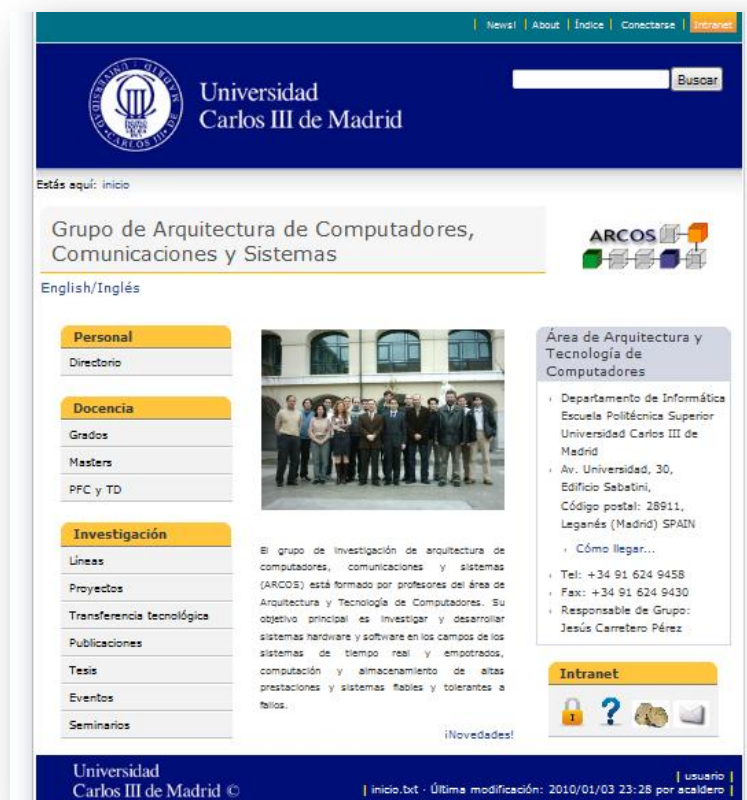 | News! | About | Índice | Conectarse | Intranet
Universidad
Carlos III de Madrid
Buscar
Estás aquí: inicio
Grupo de Arquitectura de Computadores,
Comunicaciones y Sistemas
ARCOS
English/Inglés
Personal
Directorio
Docencia
Grados
Masters
PFC y TD
Investigación
Líneas
Proyectos
Transferencia tecnológica
Publicaciones
Tesis
Eventos
Seminarios
El grupo de investigación de arquitectura de
computadores, comunicaciones y sistemas
(ARCOS) está formado por profesores del área de
Arquitectura y Tecnología de Computadores. Su
objetivo principal es investigar y desarrollar
sistemas hardware y software en los campos de los
sistemas de tiempo real y empotrados,
computación y almacenamiento de altas
prestaciones y sistemas fiables y tolerantes a
fallos.
¡Novedades!
Área de Arquitectura y
Tecnología de
Computadores
Departamento de Informática
Escuela Politécnica Superior
Universidad Carlos III de
Madrid
Av. Universidad, 30,
Edificio Sabatini,
Código postal: 28911,
Leganés (Madrid) SPAIN
Cómo llegar...
Tel: +34 91 624 9458
Fax: +34 91 624 9430
Responsable de Grupo:
Jesús Carretero Pérez
Intranet
Universidad
Carlos III de Madrid ©
| usuario |
| inicio.txt · Última modificación: 2010/01/03 23:28 por acaldero |